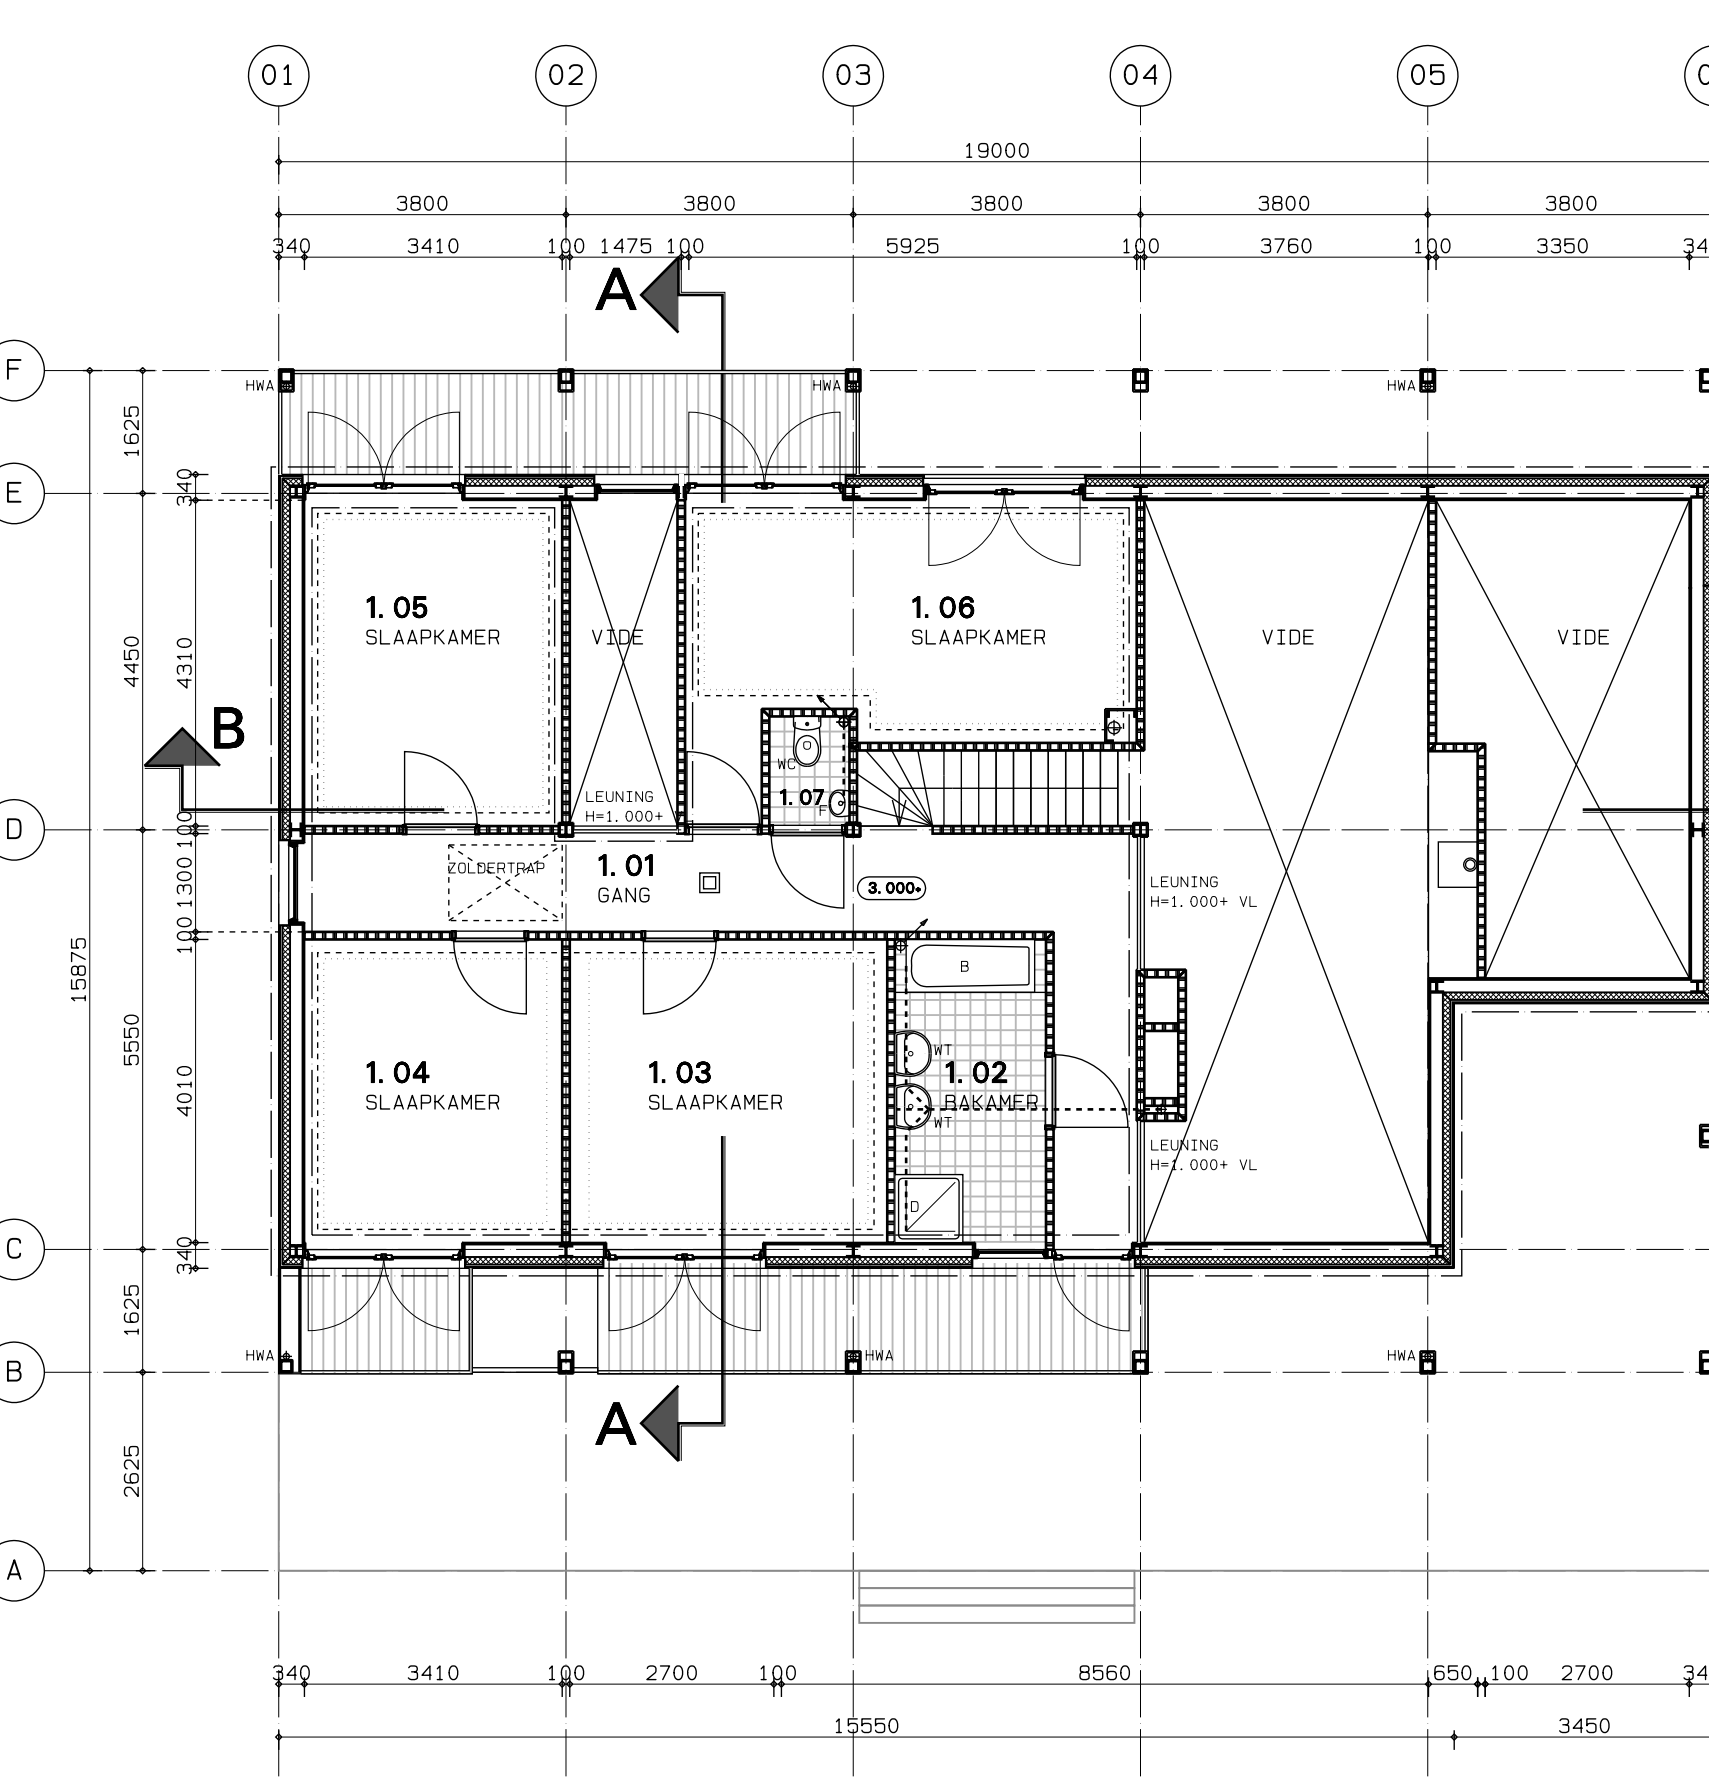 01 02 03 04 05
19000
3800 3800 3800 3800 3800
340 3410 100 1475 100 5925 100 3760 100 3350 34
A
F
HWA HWA HWA
1625
E
340
1. 05
SLAAPKAMER
VIDE
1. 06
SLAAPKAMER
VIDE
VIDE
4450
4310
B
WC
1. 07
F
LEUNING
H=1. 000+
D
100
ZOLDERTRAP
1. 01
GANG
3. 000+
LEUNING
H=1. 000+ VL
1300
100
15875
B
WT
1. 04
SLAAPKAMER
1. 03
SLAAPKAMER
1. 02
BAKAMER
WT
5550
4010
LEUNING
H=1. 000+ VL
D
C
340
1625
HWA HWA HWA
B
A
2625
A
340 3410 100 2700 100 8560 650 100 2700 34
15550 3450